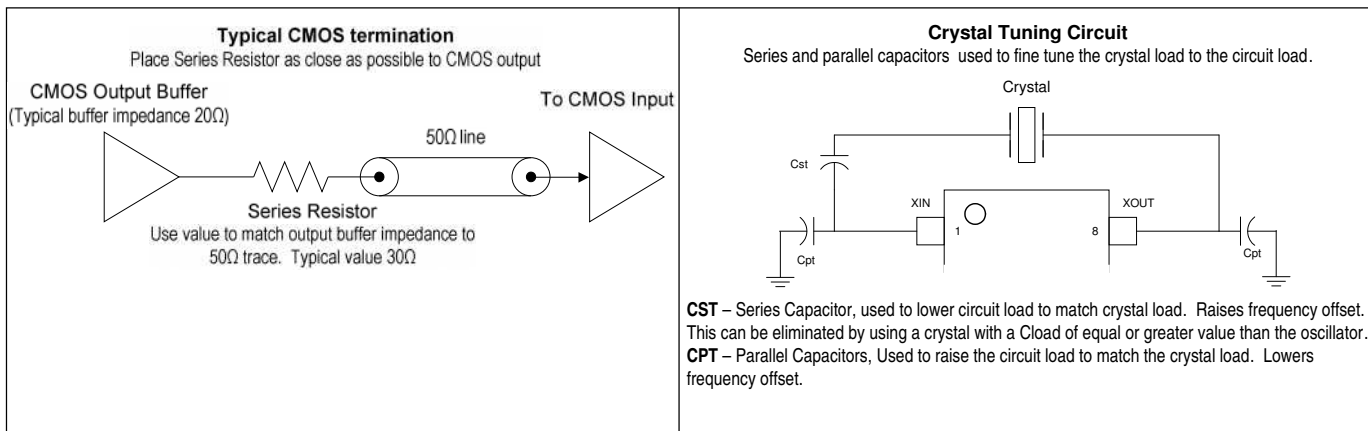 Typical CMOS termination
Place Series Resistor as close as possible to CMOS output
CMOS Output Buffer
(Typical buffer impedance 20Ω)
To CMOS Input
50Ω line
Series Resistor
Use value to match output buffer impedance to
50Ω trace. Typical value 30Ω
Crystal Tuning Circuit
Series and parallel capacitors used to fine tune the crystal load to the circuit load.
Crystal
Cst
XIN
XOUT
1
8
Cpt
Cpt
CST – Series Capacitor, used to lower circuit load to match crystal load. Raises frequency offset.
This can be eliminated by using a crystal with a Cload of equal or greater value than the oscillator.
CPT – Parallel Capacitors, Used to raise the circuit load to match the crystal load. Lowers
frequency offset.